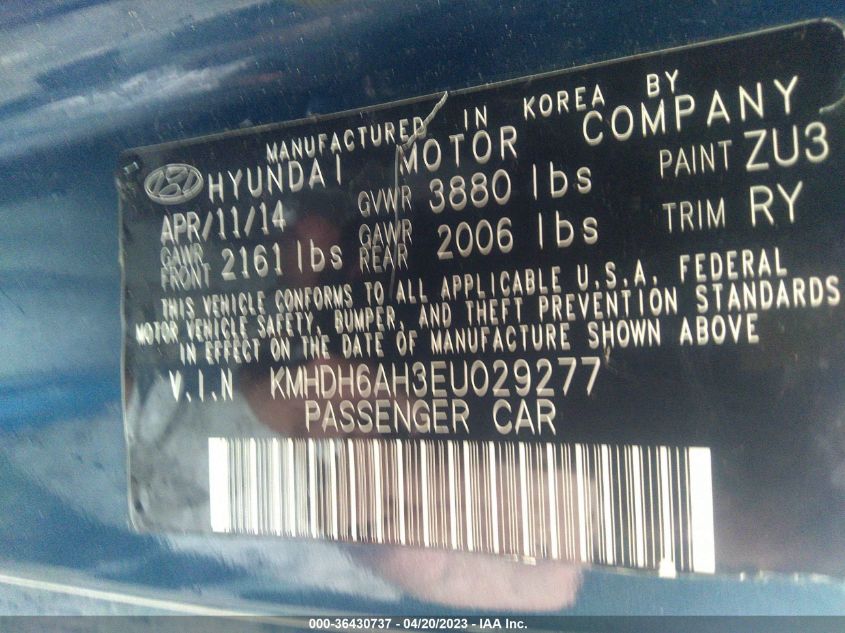 MANUFACTURED IN KOREA BY
HYUNDAI MOTOR COMPANY
APR/11/14 GVWR 3880 lbs PAINT ZU3
GAWR FRONT 2161 lbs GAWR REAR 2006 lbs TRIM RY
THIS VEHICLE CONFORMS TO ALL APPLICABLE U.S.A. FEDERAL
MOTOR VEHICLE SAFETY, BUMPER, AND THEFT PREVENTION STANDARDS
IN EFFECT ON THE DATE OF MANUFACTURE SHOWN ABOVE
V.I.N KMHDH6AH3EU029277
PASSENGER CAR
000-36430737 - 04/20/2023 - IAA Inc.